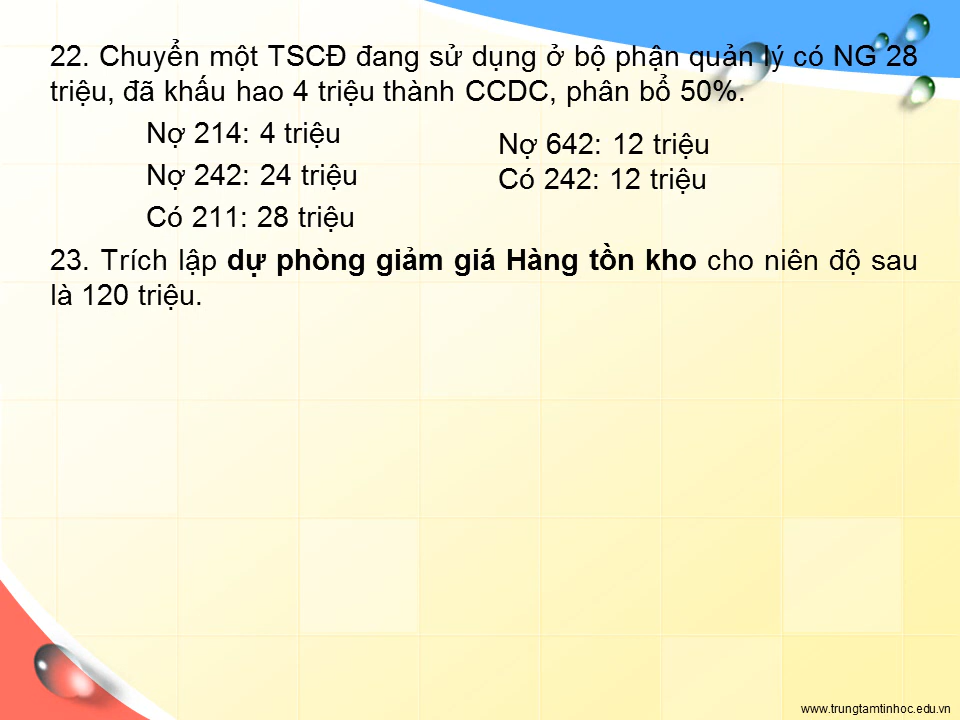 22. Chuyển một TSCĐ đang sử dụng ở bộ phận quản lý có NG 28
triệu, đã khấu hao 4 triệu thành CCDC, phân bổ 50%.
Nợ 214: 4 triệu
Nợ 242: 24 triệu
Có 211: 28 triệu
Nợ 642: 12 triệu
Có 242: 12 triệu
23. Trích lập dự phòng giảm giá Hàng tồn kho cho niên độ sau
là 120 triệu.
www.trungtamtinhoc.edu.vn